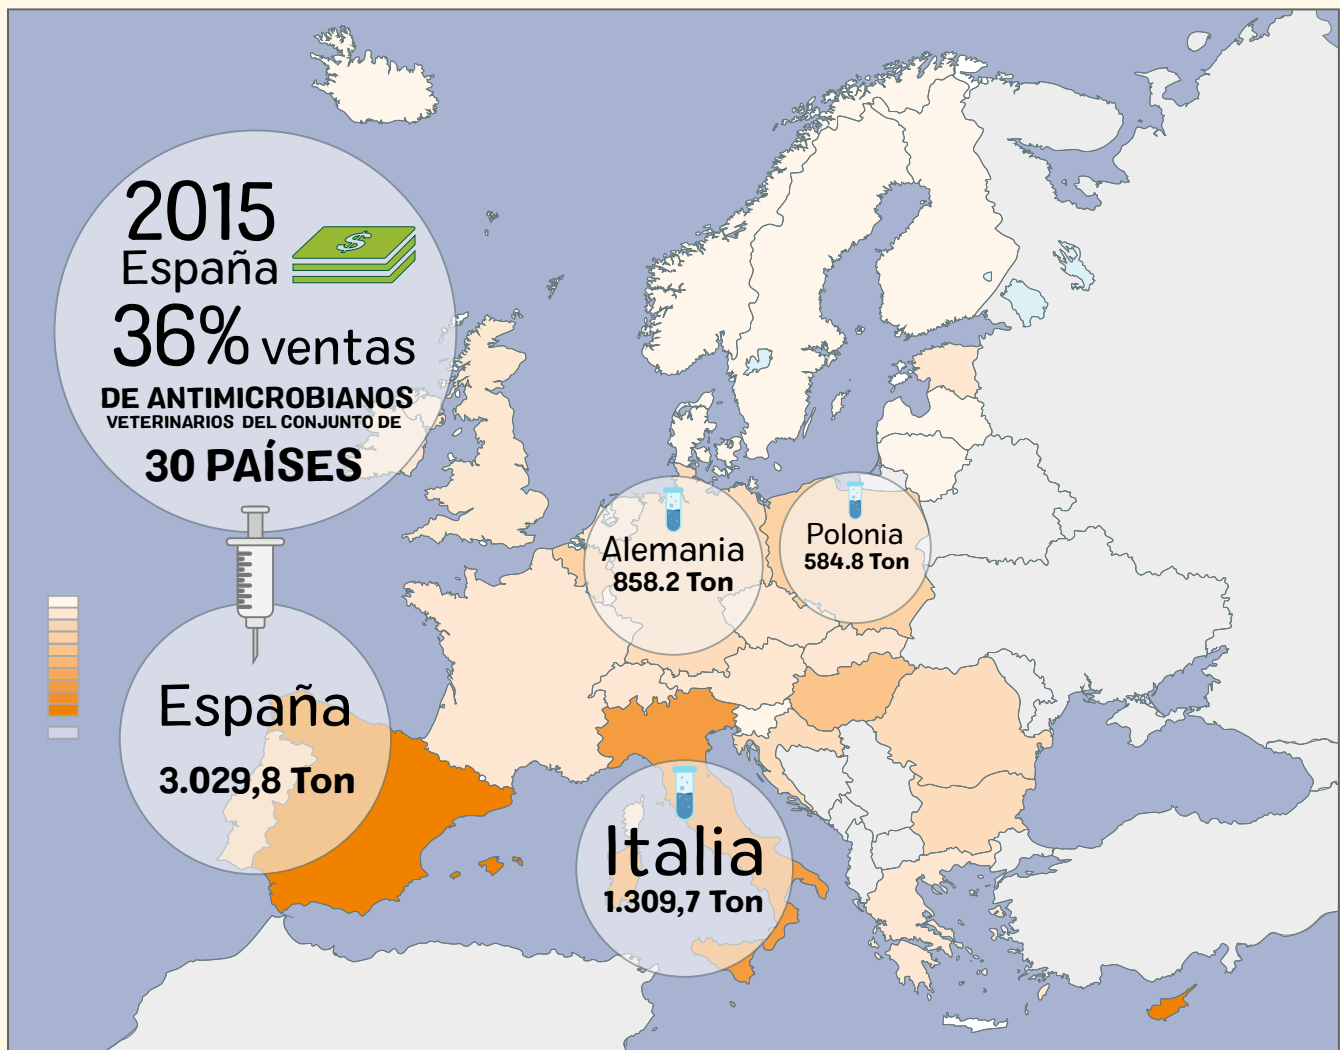 2015
España
36% ventas
DE ANTIMICROBIANOS
VETERINARIOS DEL CONJUNTO DE
30 PAÍSES
Alemania
858.2 Ton
Polonia
584.8 Ton
España
3.029,8 Ton
Italia
1.309,7 Ton